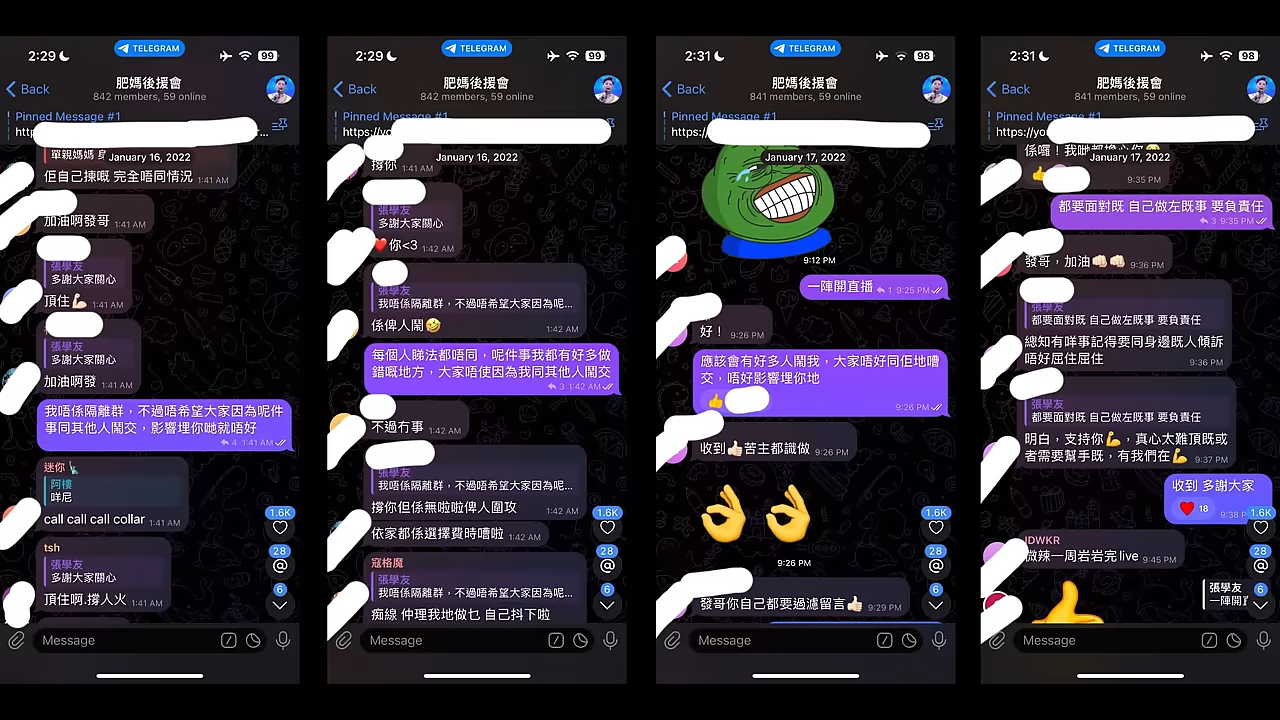 2:29
TELEGRAM
99
Back
肥媽後援會
842 members, 59 online
Pinned Message #1
單親媽媽
January 16, 2022
完全唔同情況 1:41 AM
加油啊發哥 1:41 AM
張學友
多謝大家關心
頂住💪🏻 1:41 AM
張學友
多謝大家關心
加油啊發 1:41 AM
我唔係隔離群，不過唔希望大家因為呢件
事同其他人鬧交，影響埋你哋就唔好
4 1:41 AM
迷你🗽
阿樓
咩尼
call call call collar 1:41 AM
tsh
張學友
多謝大家關心
頂住啊.撐人火 1:41 AM
1.6K
28
6
Message
2:29
TELEGRAM
99
Back
肥媽後援會
842 members, 59 online
Pinned Message #1
January 16, 2022
撐你 1:41 AM
張學友
多謝大家關心
❤️你<3 1:42 AM
張學友
我唔係隔離群，不過唔希望大家因為呢...
係俾人鬧🤣 1:42 AM
每個人睇法都唔同，呢件事我都有好多做
錯嘅地方，大家唔使因為我同其他人鬧交
3 1:42 AM
不過冇事 1:42 AM
張學友
我唔係隔離群，不過唔希望大家因為呢...
撐你但係無啦啦俾人圍攻 1:42 AM
依家都係選擇費時嘈啦 1:42 AM
寇格魔
張學友
我唔係隔離群，不過唔希望大家因為呢...
痴線 仲理我地做乜 自己抖下啦
1.6K
28
6
Message
2:31
TELEGRAM
98
Back
肥媽後援會
841 members, 59 online
Pinned Message #1
https:/
January 17, 2022
9:12 PM
一陣開直播 1 9:25 PM
好！ 9:26 PM
應該會有好多人鬧我，大家唔好同佢地嘈
交，唔好影響埋你地
👍 9:26 PM
收到👍🏻苦主都識做 9:26 PM
👌👌
9:26 PM
發哥你自己都要過濾留言👍🏻 9:29 PM
1.6K
28
6
Message
2:31
TELEGRAM
98
Back
肥媽後援會
841 members, 59 online
Pinned Message #1
January 17, 2022
👍 9:35 PM
都要面對既 自己做左既事 要負責任
3 9:35 PM
發哥，加油👊🏻👊🏻 9:36 PM
張學友
都要面對既 自己做左既事 要負責任
總知有咩事記得要同身邊既人傾訴
唔好屈住屈住 9:36 PM
張學友
都要面對既 自己做左既事 要負責任
明白，支持你💪，真心太難頂既或
者需要幫手既，有我們在💪 9:37 PM
收到 多謝大家
❤️ 18 9:38 P
IDWKR
微辣一周岩岩完live 9:45 PM
張學友
一陣開
1.6K
28
6
Message